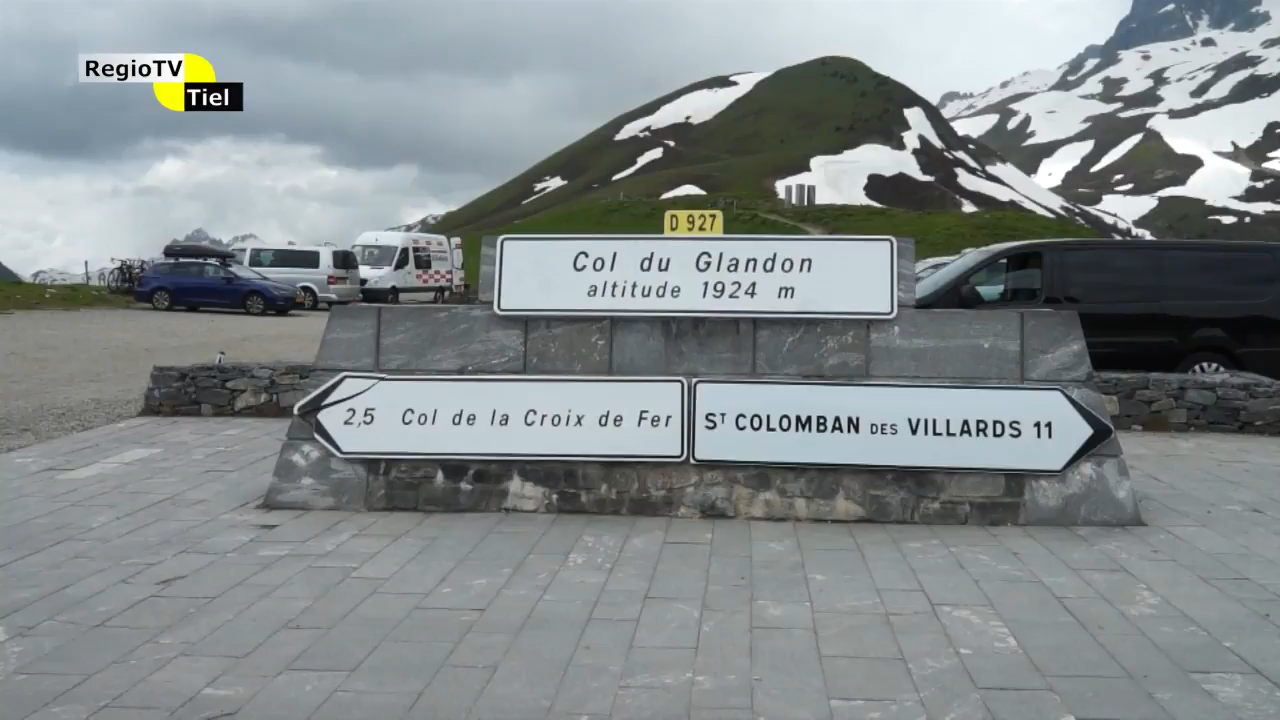 RegioTV
Tiel
D 927
Col du Glandon
altitude 1924 m
2,5 Col de la Croix de Fer
ST COLOMBAN DES VILLARDS 11